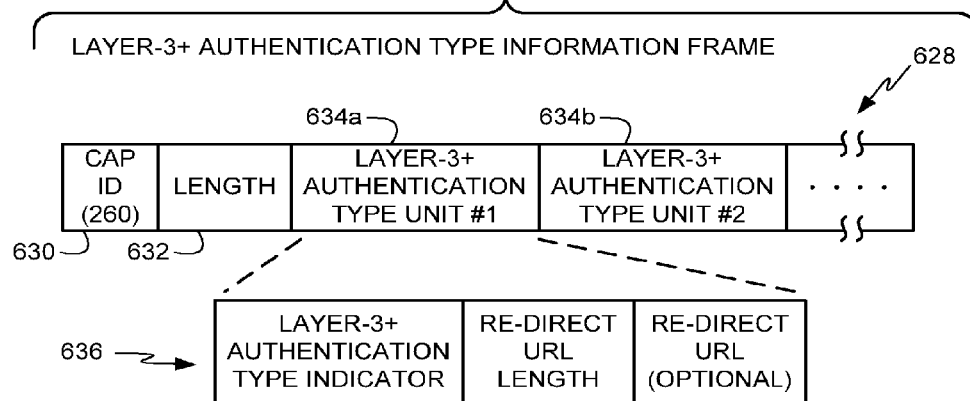 LAYER-3+ AUTHENTICATION TYPE INFORMATION FRAME
628
634a
634b
CAP
ID
(260)
LENGTH
LAYER-3+
AUTHENTICATION
TYPE UNIT #1
LAYER-3+
AUTHENTICATION
TYPE UNIT #2
. . . .
630
632
636
LAYER-3+
AUTHENTICATION
TYPE INDICATOR
RE-DIRECT
URL
LENGTH
RE-DIRECT
URL
(OPTIONAL)